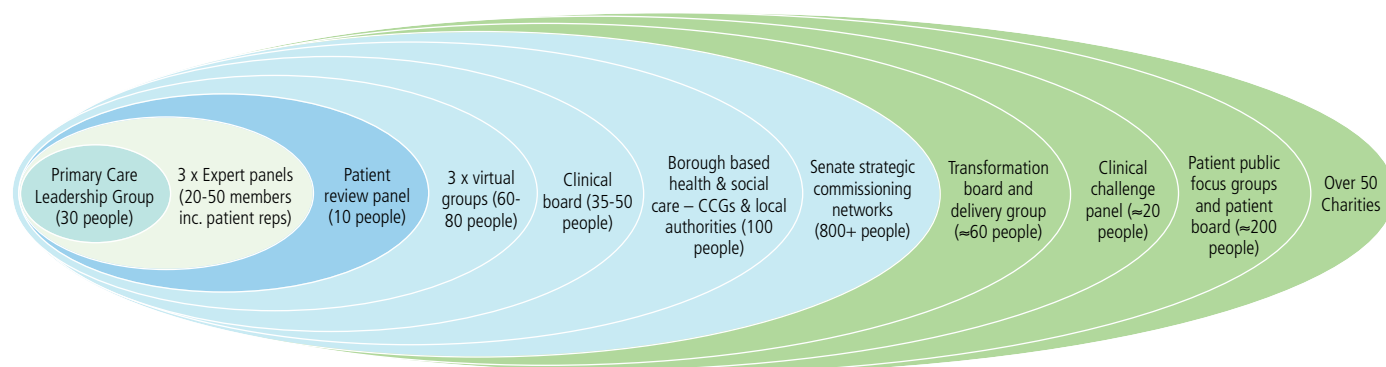 Primary Care
Leadership Group
(30 people)
3 x Expert panels
(20-50 members
inc. patient reps)
Patient
review panel
(10 people)
3 x virtual
groups (60-
80 people)
Clinical
board (35-50
people)
Borough based
health & social
care – CCGs & local
authorities (100
people)
Senate strategic
commissioning
networks
(800+ people)
Transformation
board and
delivery group
(≈60 people)
Clinical
challenge
panel (≈20
people)
Patient public
focus groups
and patient
board (≈200
people)
Over 50
Charities